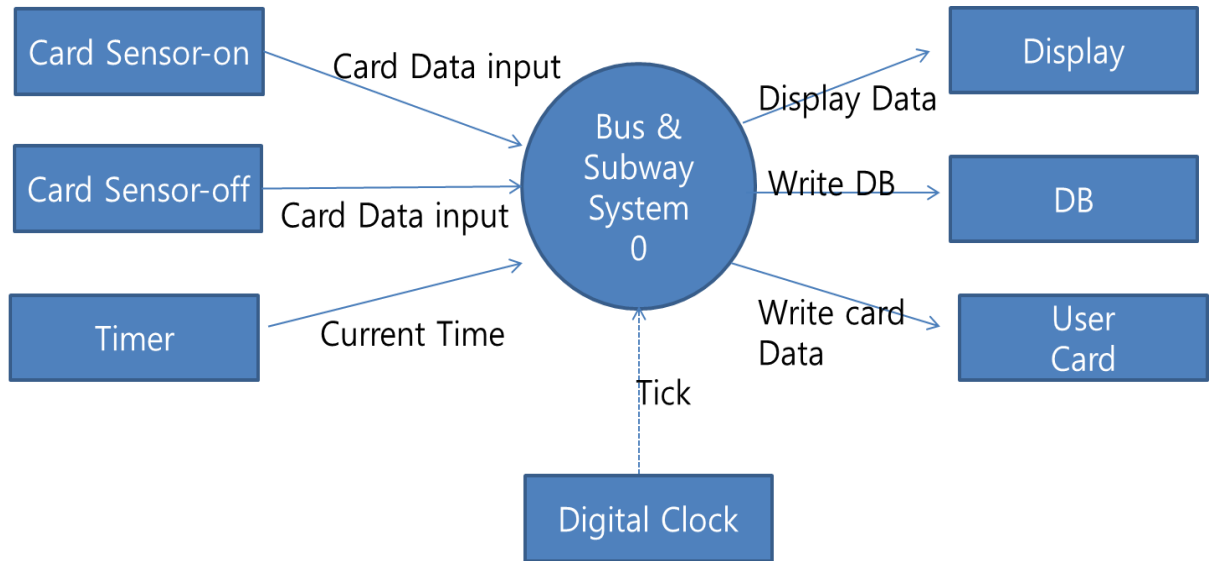 Card Sensor-on
Card Data input
Display
Display Data
Bus &
Subway
System
0
Card Sensor-off
Card Data input
Write DB
DB
Timer
Current Time
Write card
Data
User
Card
Tick
Digital Clock